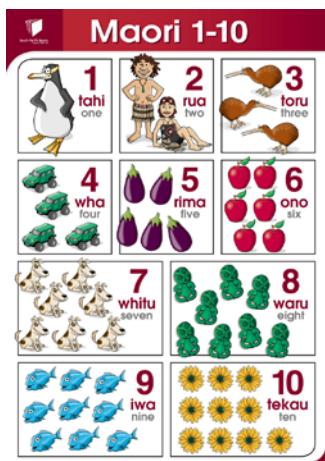 Maori 1-10
1
tahi
one
2
rua
two
3
toru
three
4
wha
four
5
rima
five
6
ono
six
7
whitu
seven
8
waru
eight
9
iwa
nine
10
tekau
ten